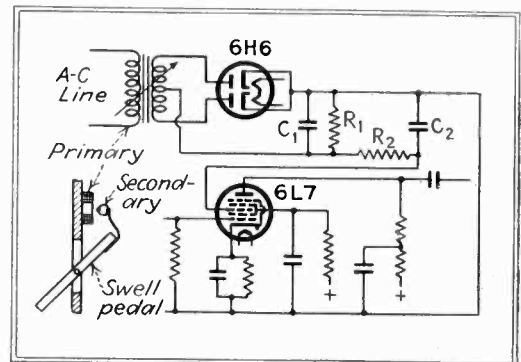 6H6
A-C
Line
C1
R1
R2
C2
Primary
Second-
ary
6L7
Swell
pedal
+
+